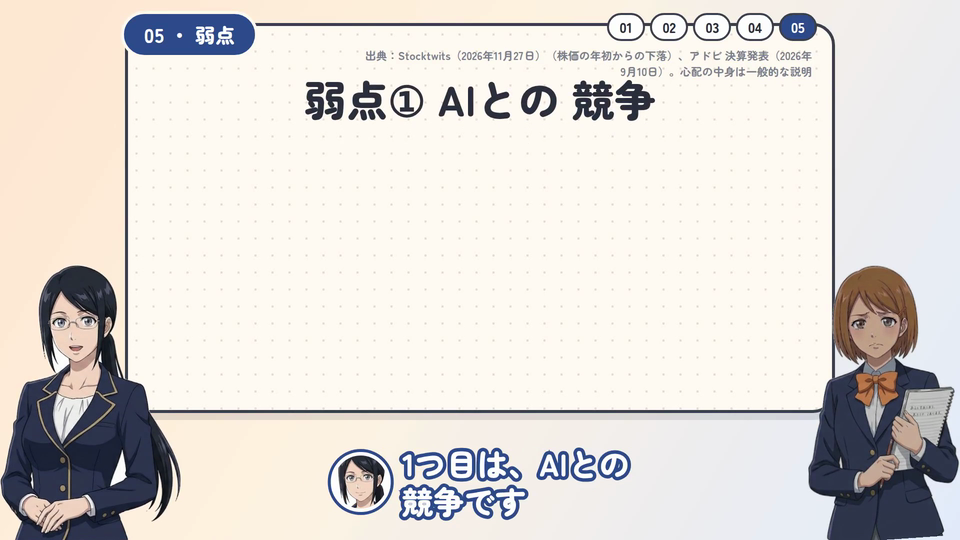 05 ・ 弱点
01 02 03 04 05
出典：Stocktwits（2026年11月27日）（株価の年初からの下落）、アドビ 決算発表（2026年
9月10日）。心配の中身は一般的な説明
弱点① AIとの 競争
1つ目は、AIとの
競争です